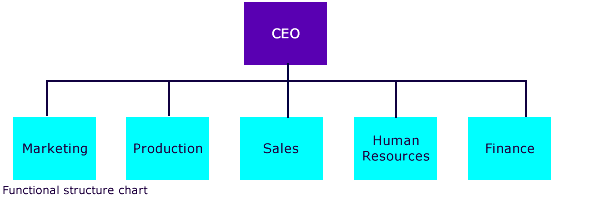 CEO
Marketing
Production
Sales
Human
Resources
Finance
Functional structure chart